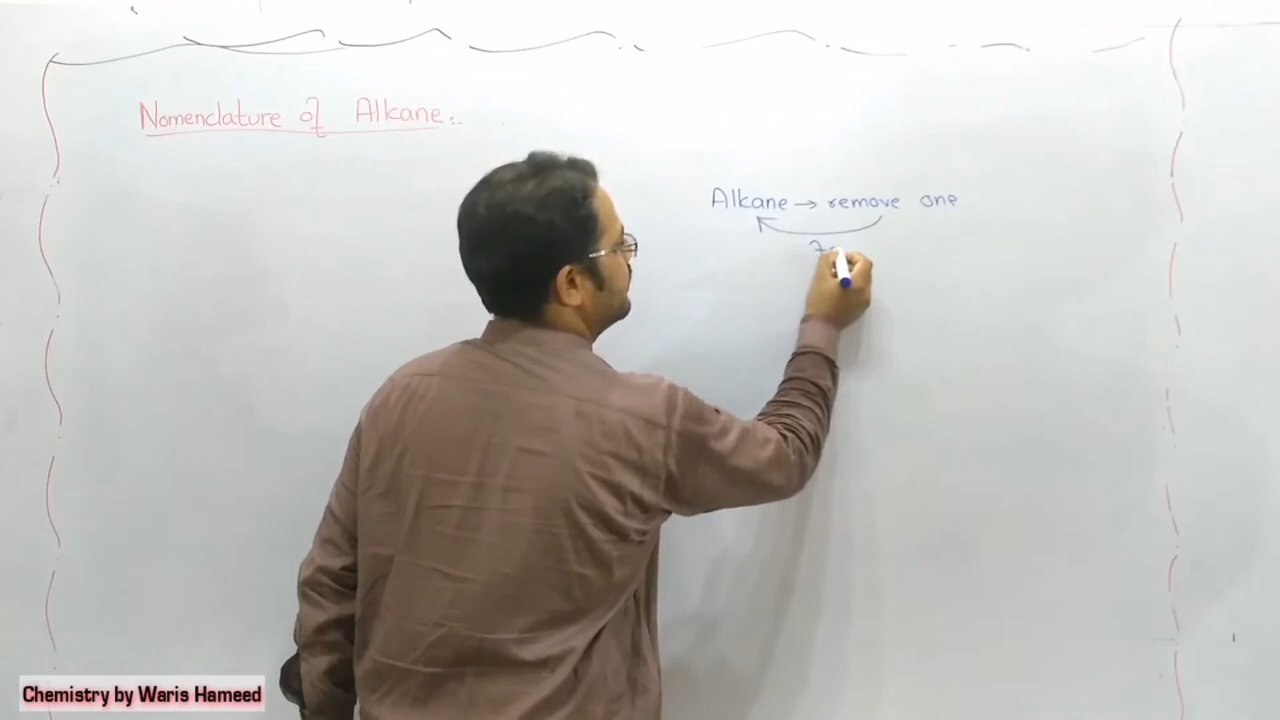 Nomenclature of Alkane:-
Alkane → remove one
Chemistry by Waris Hameed